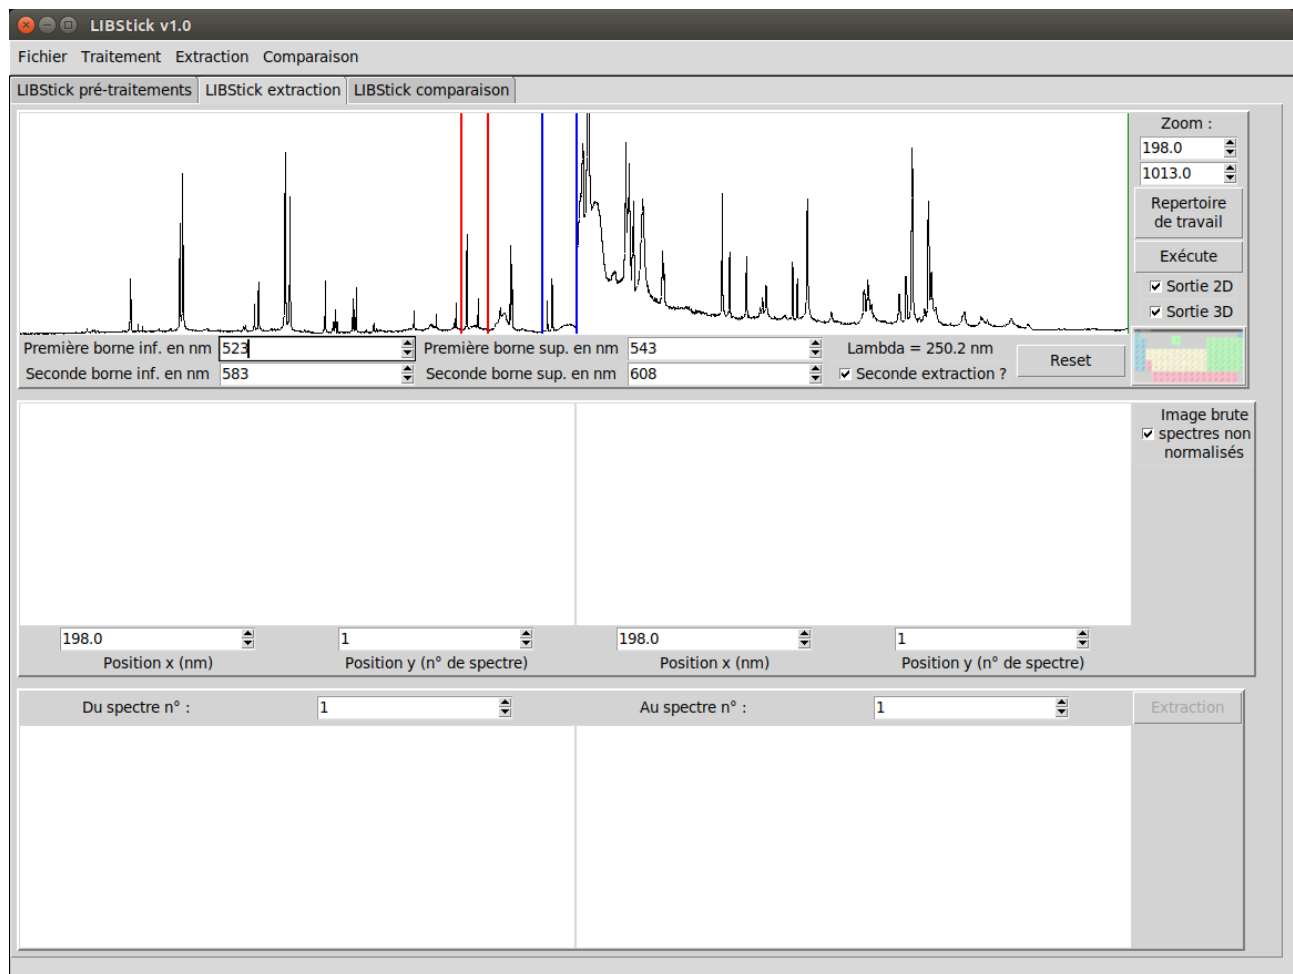 LIBStick v1.0
Fichier Traitement Extraction Comparaison
LIBStick pré-traitements LIBStick extraction LIBStick comparaison
Zoom :
198.0
1013.0
Repertoire
de travail
Exécute
Sortie 2D
Sortie 3D
Première borne inf. en nm 523 Première borne sup. en nm 543 Lambda = 250.2 nm
Seconde borne inf. en nm 583 Seconde borne sup. en nm 608 Seconde extraction ? Reset
Image brute
spectres non
normalisés
198.0 1 198.0 1
Position x (nm) Position y (n° de spectre) Position x (nm) Position y (n° de spectre)
Du spectre n° : 1 Au spectre n° : 1 Extraction